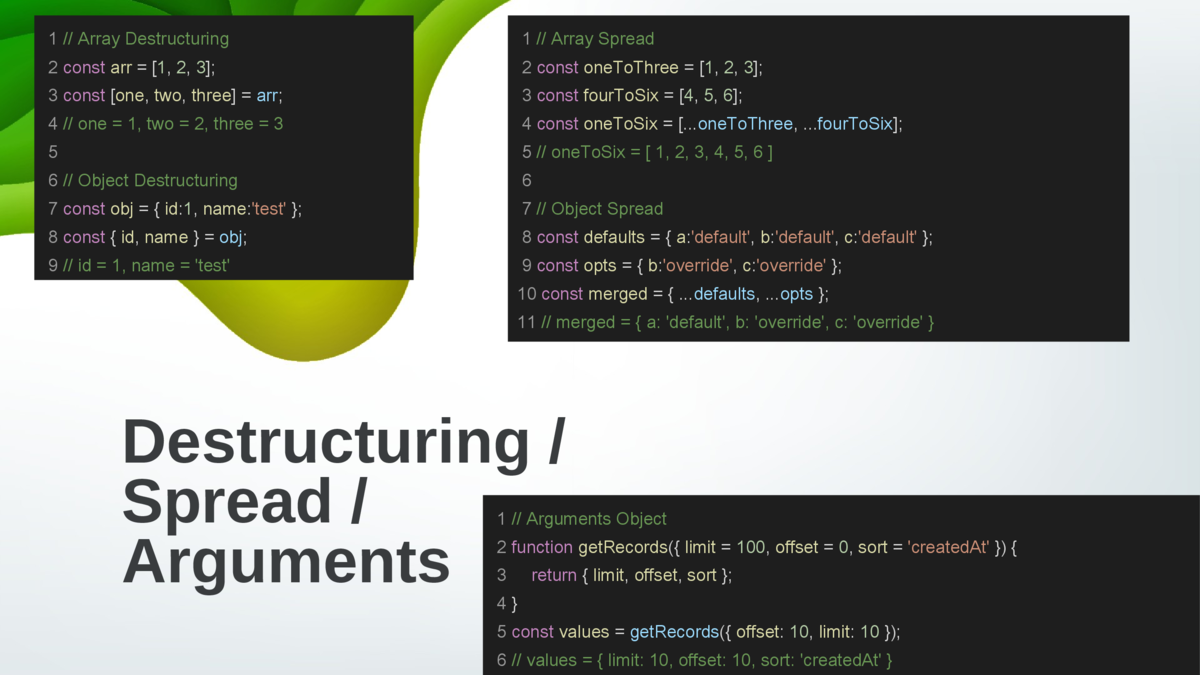 1 // Array Destructuring
2 const arr = [1, 2, 3];
3 const [one, two, three] = arr;
4 // one = 1, two = 2, three = 3
5
6 // Object Destructuring
7 const obj = { id:1, name:'test' };
8 const { id, name } = obj;
9 // id = 1, name = 'test'
1 // Array Spread
2 const oneToThree = [1, 2, 3];
3 const fourToSix = [4, 5, 6];
4 const oneToSix = [...oneToThree, ...fourToSix];
5 // oneToSix = [ 1, 2, 3, 4, 5, 6 ]
6
7 // Object Spread
8 const defaults = { a:'default', b:'default', c:'default' };
9 const opts = { b:'override', c:'override' };
10 const merged = { ...defaults, ...opts };
11 // merged = { a: 'default', b: 'override', c: 'override' }
Destructuring /
Spread /
Arguments
1 // Arguments Object
2 function getRecords({ limit = 100, offset = 0, sort = 'createdAt' }) {
3 return { limit, offset, sort };
4 }
5 const values = getRecords({ offset: 10, limit: 10 });
6 // values = { limit: 10, offset: 10, sort: 'createdAt' }